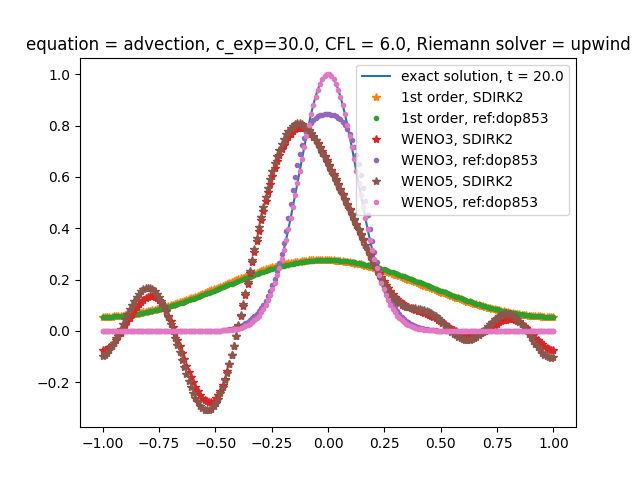 equation = advection, c_exp=30.0, CFL = 6.0, Riemann solver = upwind
exact solution, t = 20.0
1st order, SDIRK2
1st order, ref:dop853
WENO3, SDIRK2
WENO3, ref:dop853
WENO5, SDIRK2
WENO5, ref:dop853
1.0
0.8
0.6
0.4
0.2
0.0
−0.2
−1.00 −0.75 −0.50 −0.25 0.00 0.25 0.50 0.75 1.00